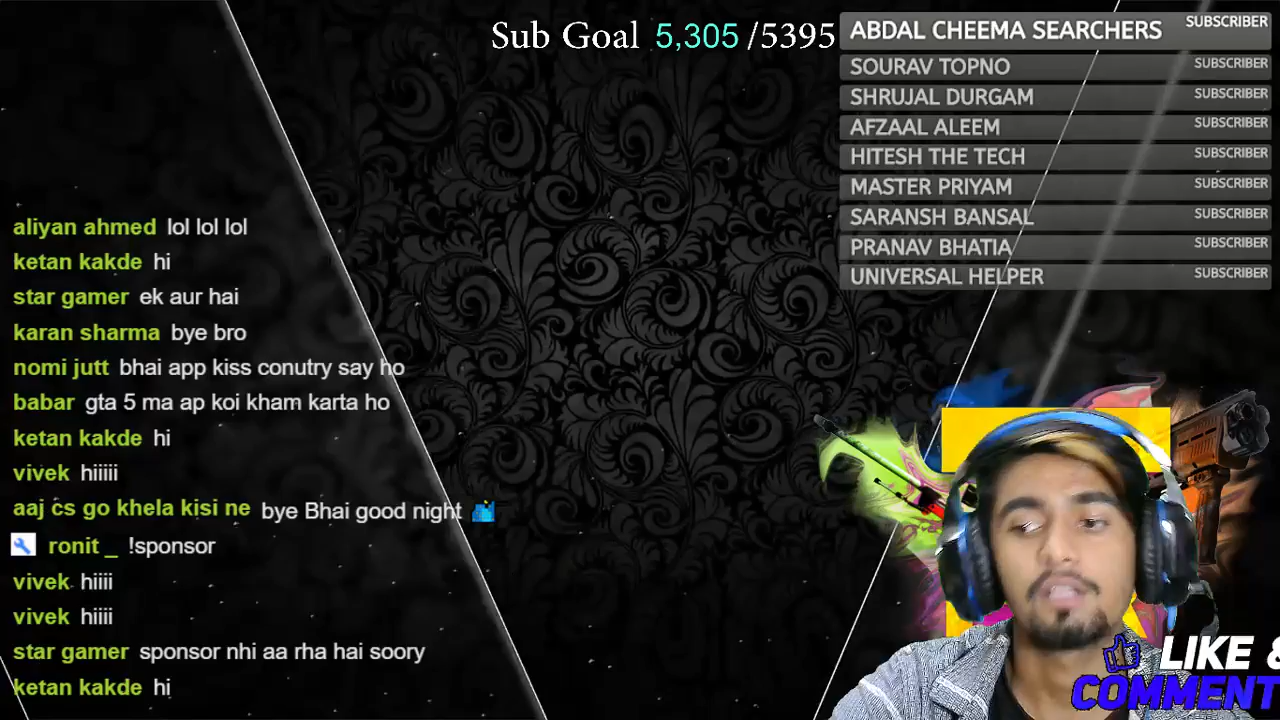 Sub Goal 5,305 /5395
ABDAL CHEEMA SEARCHERS SUBSCRIBER
SOURAV TOPNO SUBSCRIBER
SHRUJAL DURGAM SUBSCRIBER
AFZAAL ALEEM SUBSCRIBER
HITESH THE TECH SUBSCRIBER
MASTER PRIYAM SUBSCRIBER
SARANSH BANSAL SUBSCRIBER
PRANAV BHATIA SUBSCRIBER
UNIVERSAL HELPER SUBSCRIBER
aliyan ahmed lol lol lol
ketan kakde hi
star gamer ek aur hai
karan sharma bye bro
nomi jutt bhai app kiss conutry say ho
babar gta 5 ma ap koi kham karta ho
ketan kakde hi
vivek hiiiii
aaj cs go khela kisi ne bye Bhai good night
ronit _ !sponsor
vivek hiiii
vivek hiiii
star gamer sponsor nhi aa rha hai soory
ketan kakde hi
LIKE &
COMMENT